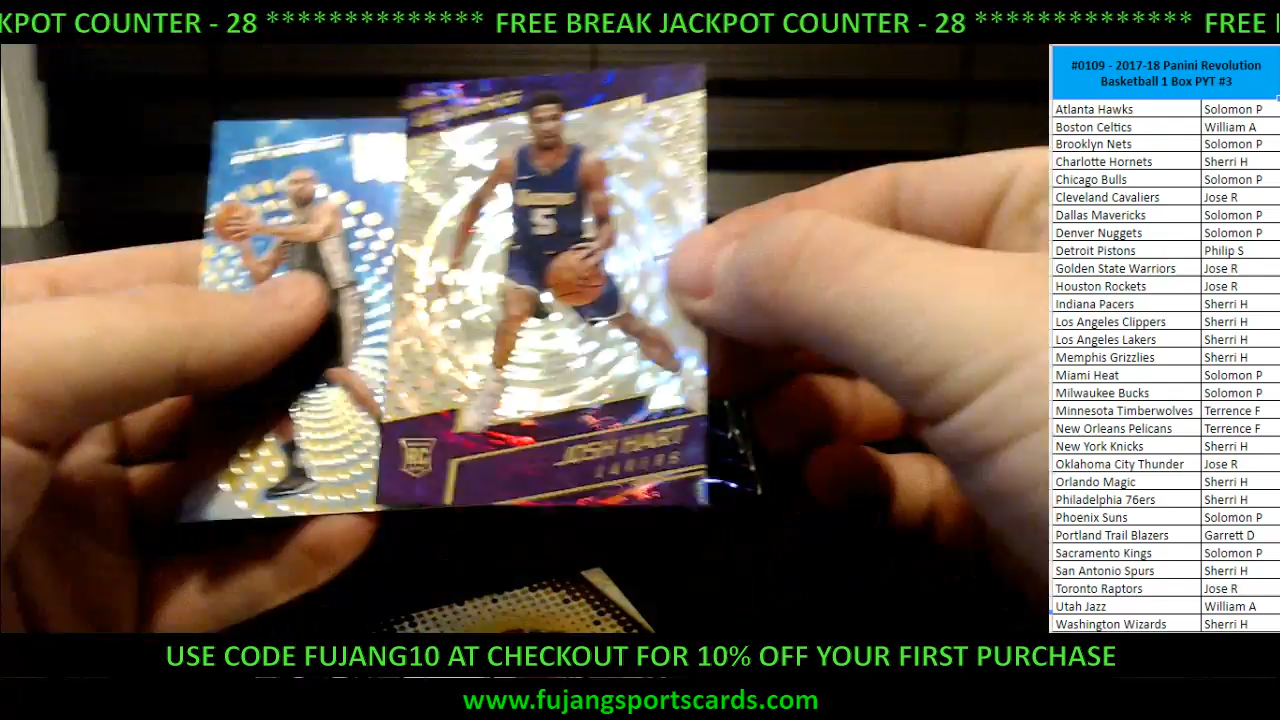 KPOT COUNTER - 28 *************** FREE BREAK JACKPOT COUNTER - 28 *************** FREE
#0109 - 2017-18 Panini Revolution
Basketball 1 Box PYT #3
Atlanta Hawks Solomon P
Boston Celtics William A
Brooklyn Nets Solomon P
Charlotte Hornets Sherri H
Chicago Bulls Solomon P
Cleveland Cavaliers Jose R
Dallas Mavericks Solomon P
Denver Nuggets Solomon P
Detroit Pistons Philip S
Golden State Warriors Jose R
Houston Rockets Jose R
Indiana Pacers Sherri H
Los Angeles Clippers Sherri H
Los Angeles Lakers Sherri H
Memphis Grizzlies Sherri H
Miami Heat Solomon P
Milwaukee Bucks Solomon P
Minnesota Timberwolves Terrence F
New Orleans Pelicans Terrence F
New York Knicks Sherri H
Oklahoma City Thunder Jose R
Orlando Magic Sherri H
Philadelphia 76ers Sherri H
Phoenix Suns Solomon P
Portland Trail Blazers Garrett D
Sacramento Kings Solomon P
San Antonio Spurs Sherri H
Toronto Raptors Jose R
Utah Jazz William A
Washington Wizards Sherri H
5
RC
JOSH HART
LAKERS
USE CODE FUJANG10 AT CHECKOUT FOR 10% OFF YOUR FIRST PURCHASE
www.fujangsportscards.com